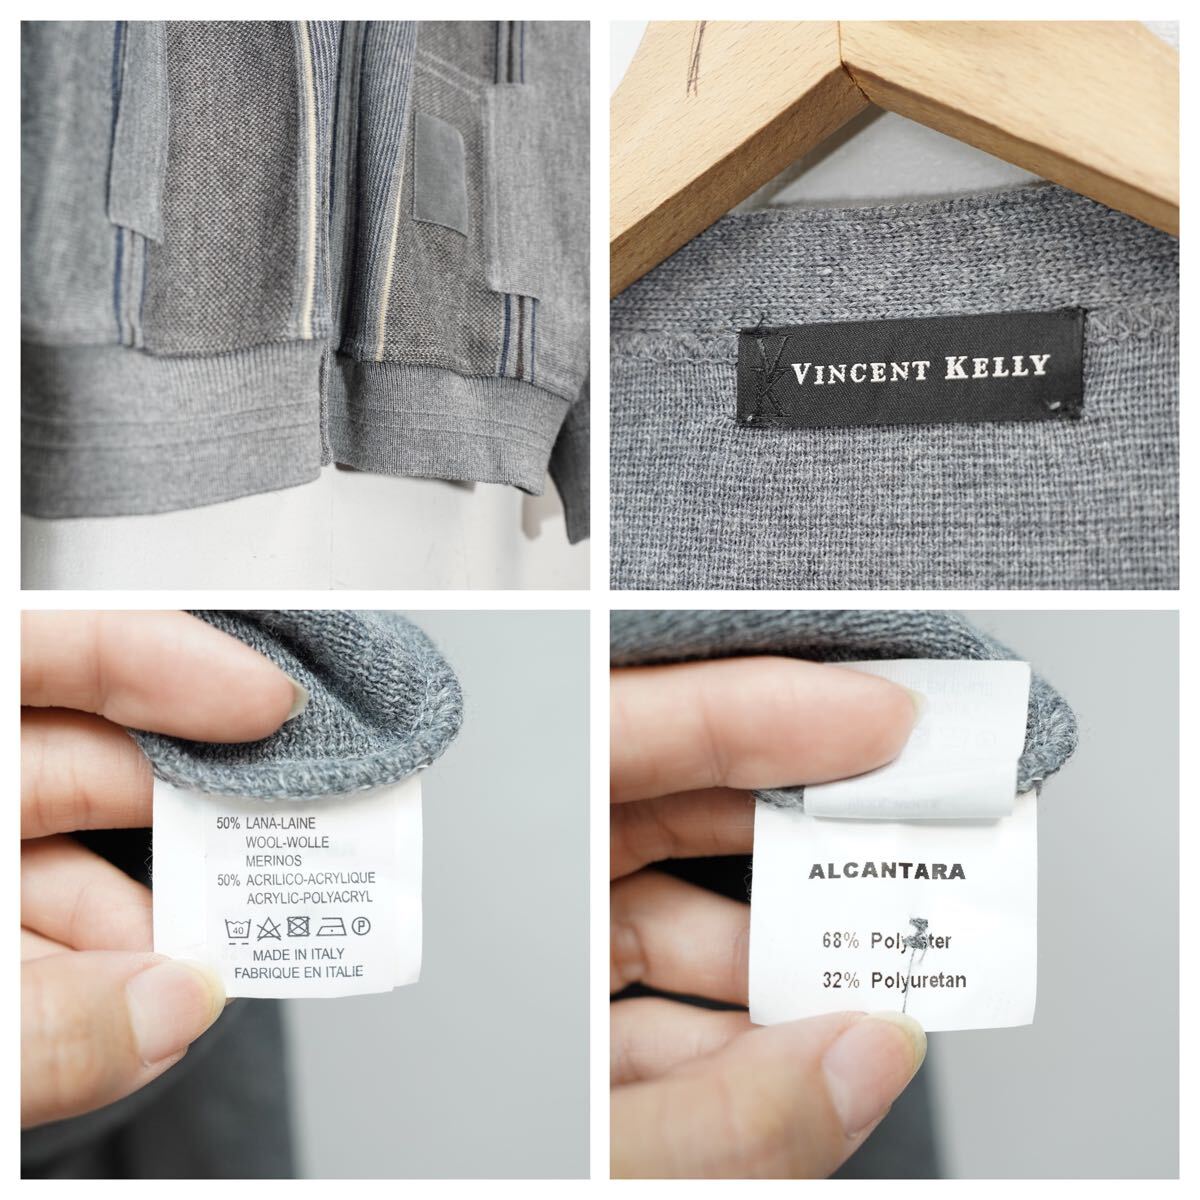 VK VINCENT KELLY
50% LANA-LAINE
WOOL-WOLLE
MERINOS
50% ACRILICO-ACRYLIQUE
ACRYLIC-POLYACRYL
40 P
MADE IN ITALY
FABRIQUE EN ITALIE
ALCANTARA
68% Polyester
32% Polyuretan